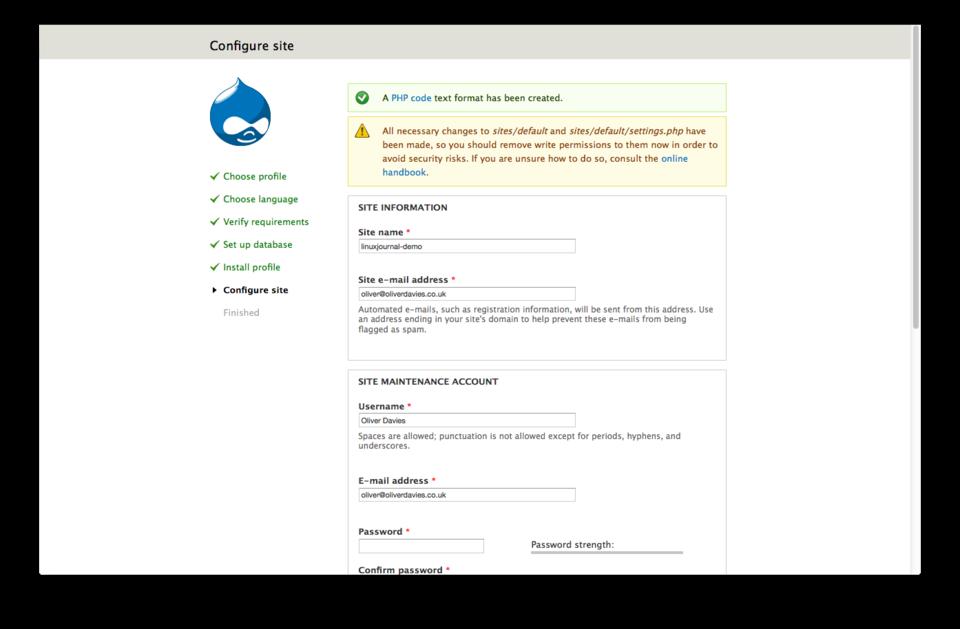 Configure site
A PHP code text format has been created.
All necessary changes to sites/default and sites/default/settings.php have
been made, so you should remove write permissions to them now in order to
avoid security risks. If you are unsure how to do so, consult the online
handbook.
Choose profile
Choose language
Verify requirements
Set up database
Install profile
Configure site
Finished
SITE INFORMATION
Site name *
linuxjournal-demo
Site e-mail address *
oliver@oliverdavies.co.uk
Automated e-mails, such as registration information, will be sent from this address. Use
an address ending in your site's domain to help prevent these e-mails from being
flagged as spam.
SITE MAINTENANCE ACCOUNT
Username *
Oliver Davies
Spaces are allowed; punctuation is not allowed except for periods, hyphens, and
underscores.
E-mail address *
oliver@oliverdavies.co.uk
Password *
Password strength:
Confirm password *